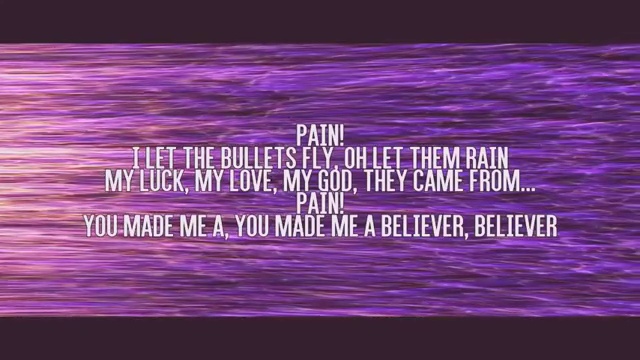 PAIN!
I LET THE BULLETS FLY, OH LET THEM RAIN
MY LUCK, MY LOVE, MY GOD, THEY CAME FROM...
PAIN!
YOU MADE ME A, YOU MADE ME A BELIEVER, BELIEVER